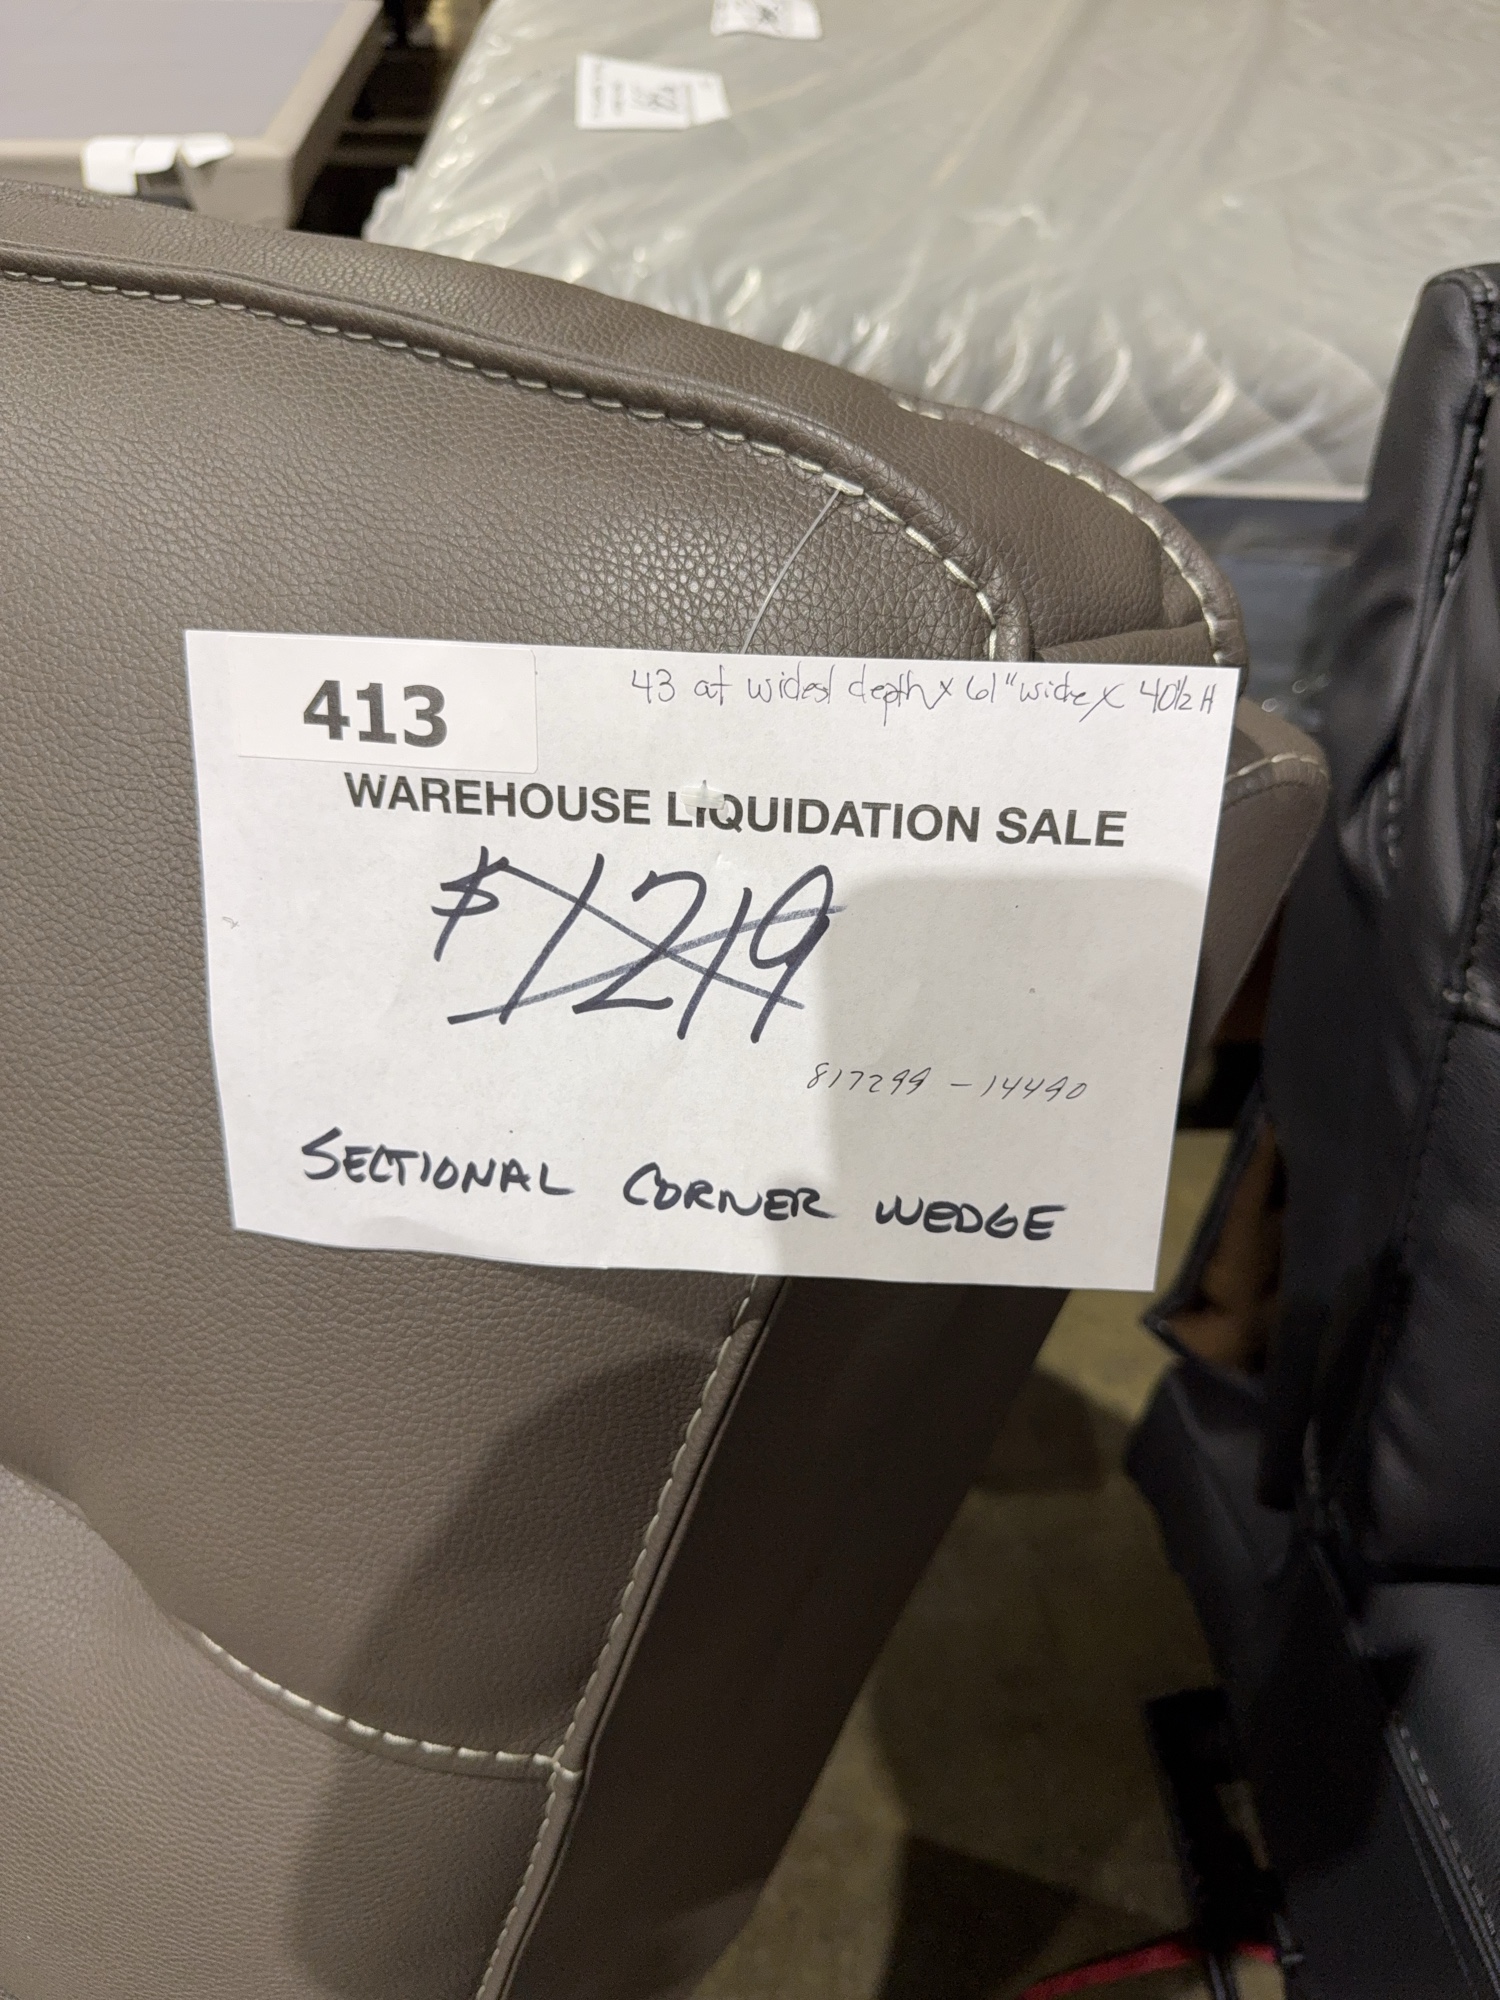 413
43 at widest depth x 61" wide x 40½ H
WAREHOUSE LIQUIDATION SALE
$1219
817299 - 14490
SECTIONAL CORNER WEDGE